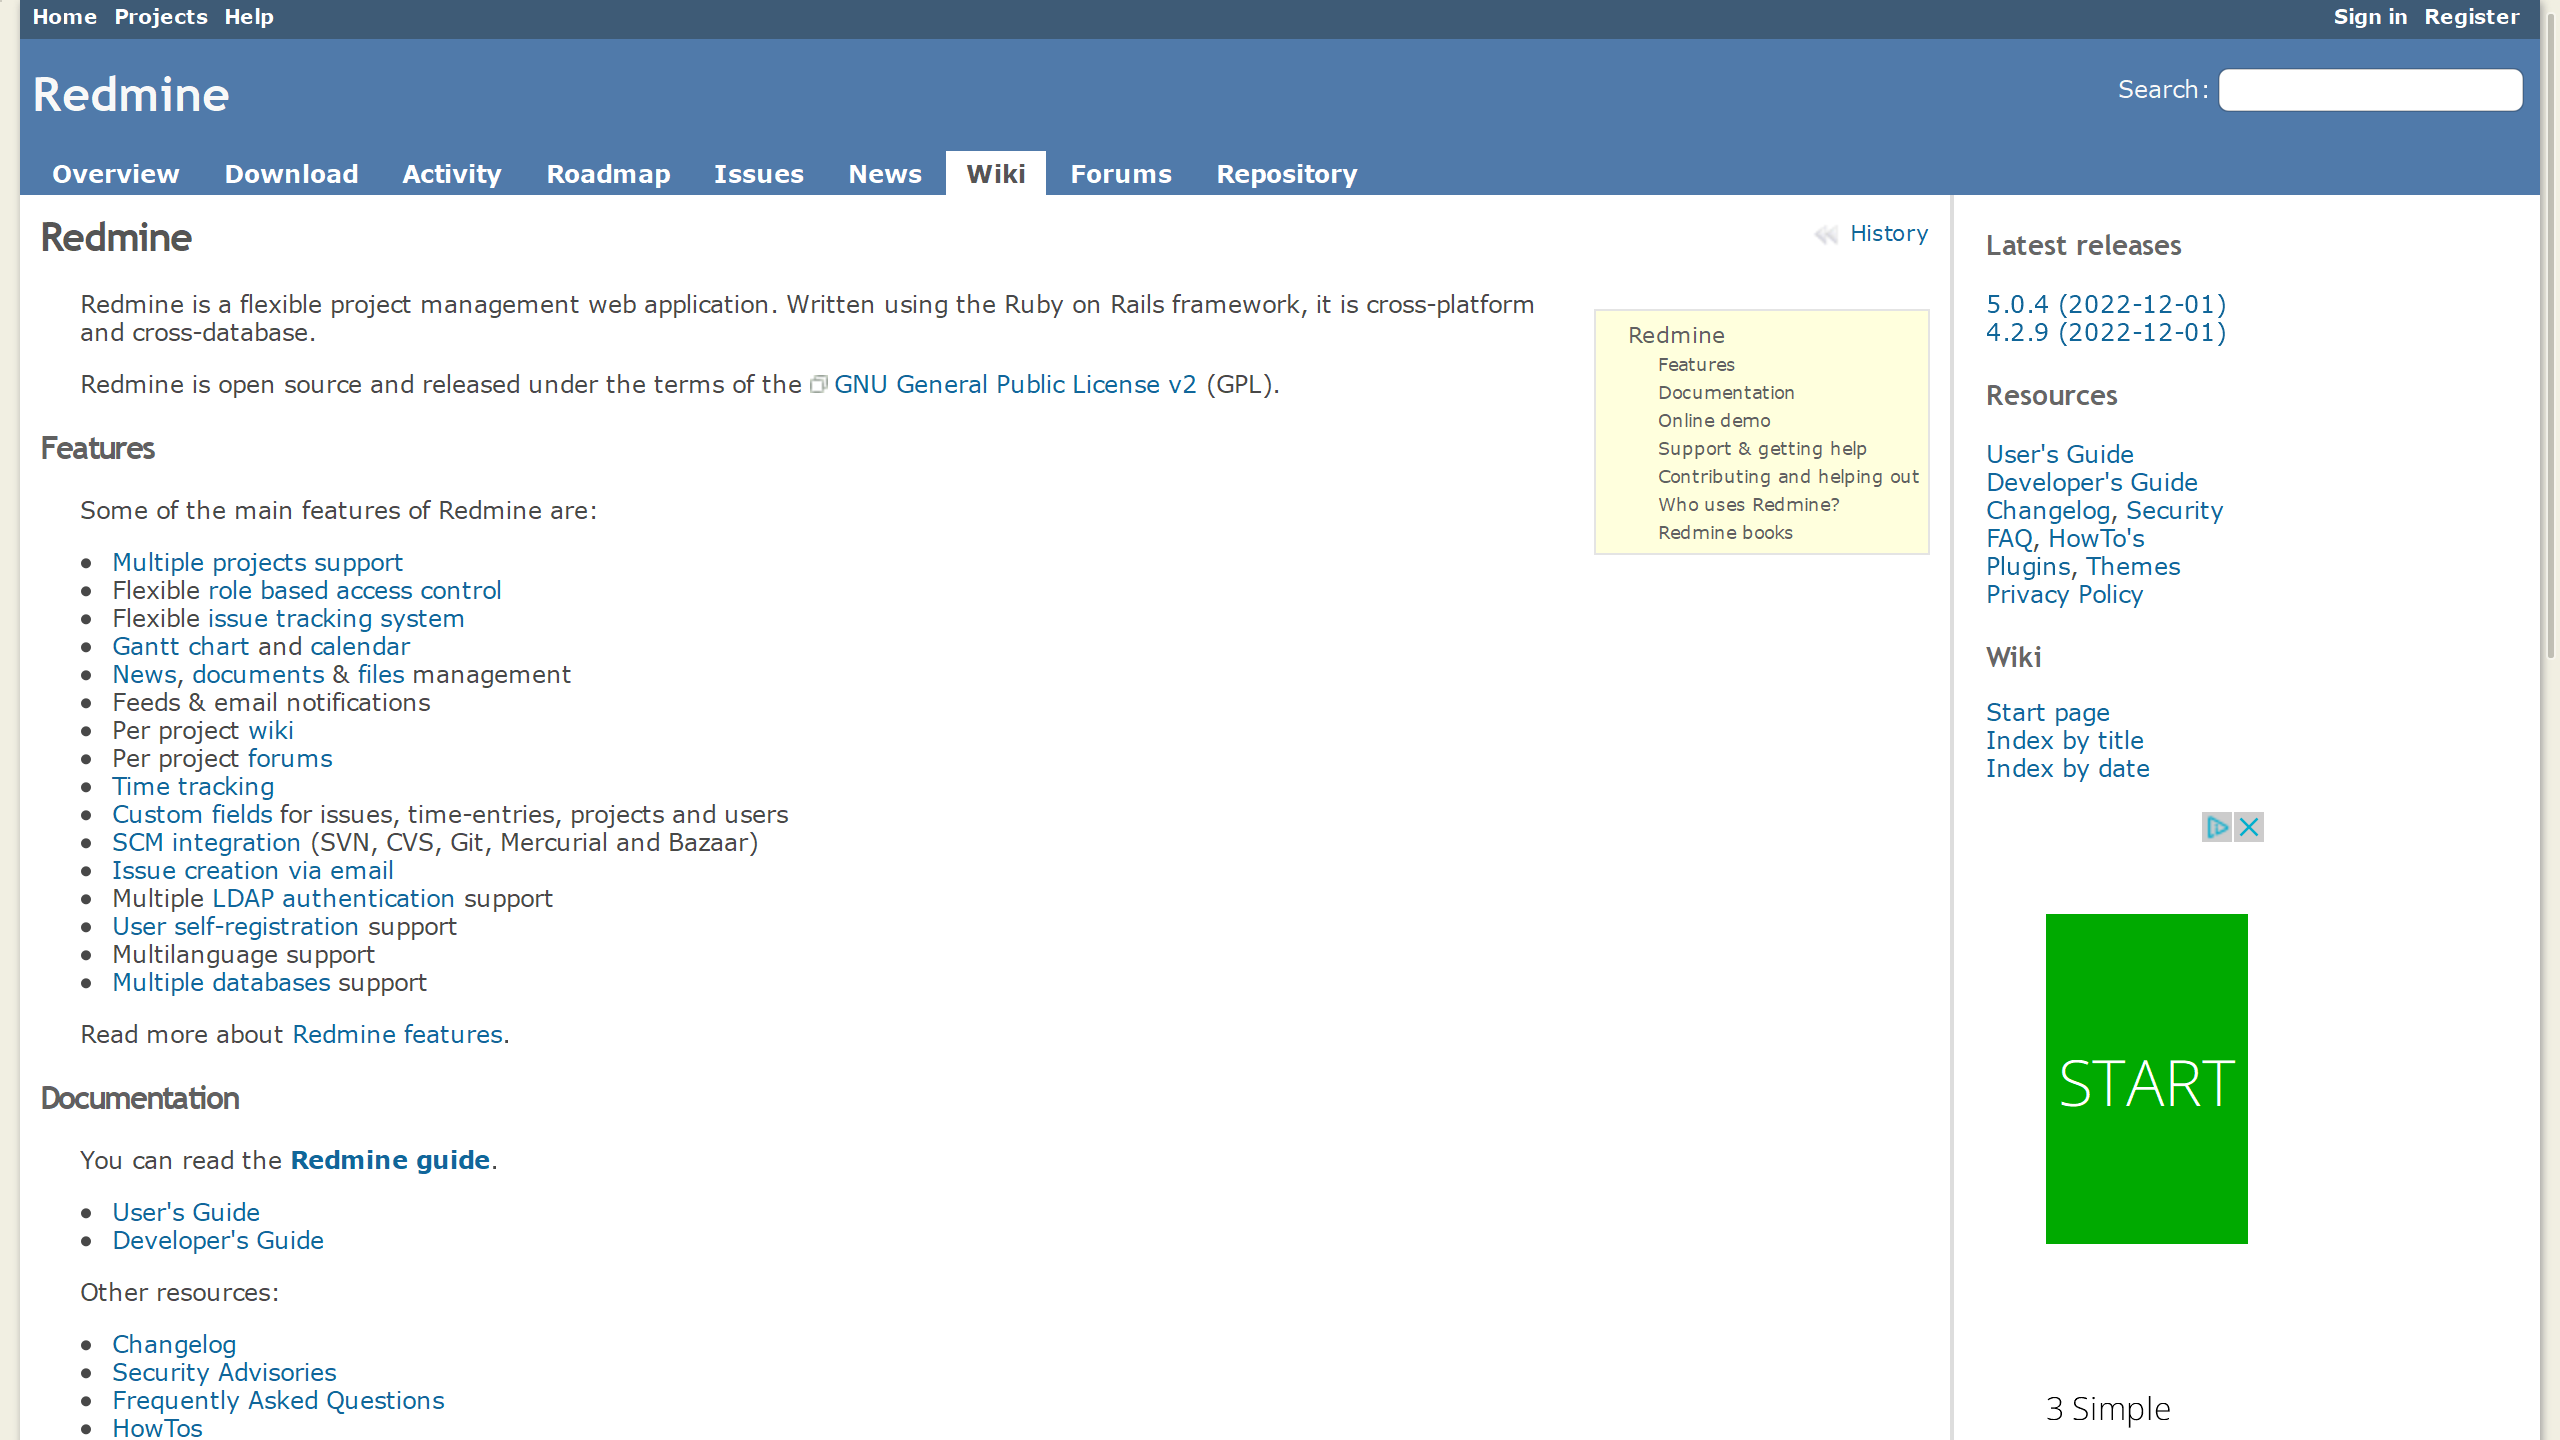 Home Projects Help
Sign in Register
Redmine
Search:
Overview Download Activity Roadmap Issues News Wiki Forums Repository
Redmine
History
Redmine is a flexible project management web application. Written using the Ruby on Rails framework, it is cross-platform
and cross-database.
Redmine is open source and released under the terms of the GNU General Public License v2 (GPL).
Redmine
Features
Documentation
Online demo
Support & getting help
Contributing and helping out
Who uses Redmine?
Redmine books
Features
Some of the main features of Redmine are:
• Multiple projects support
• Flexible role based access control
• Flexible issue tracking system
• Gantt chart and calendar
• News, documents & files management
• Feeds & email notifications
• Per project wiki
• Per project forums
• Time tracking
• Custom fields for issues, time-entries, projects and users
• SCM integration (SVN, CVS, Git, Mercurial and Bazaar)
• Issue creation via email
• Multiple LDAP authentication support
• User self-registration support
• Multilanguage support
• Multiple databases support
Read more about Redmine features.
Documentation
You can read the Redmine guide.
• User's Guide
• Developer's Guide
Other resources:
• Changelog
• Security Advisories
• Frequently Asked Questions
• HowTos
Latest releases
5.0.4 (2022-12-01)
4.2.9 (2022-12-01)
Resources
User's Guide
Developer's Guide
Changelog, Security
FAQ, HowTo's
Plugins, Themes
Privacy Policy
Wiki
Start page
Index by title
Index by date
START
3 Simple